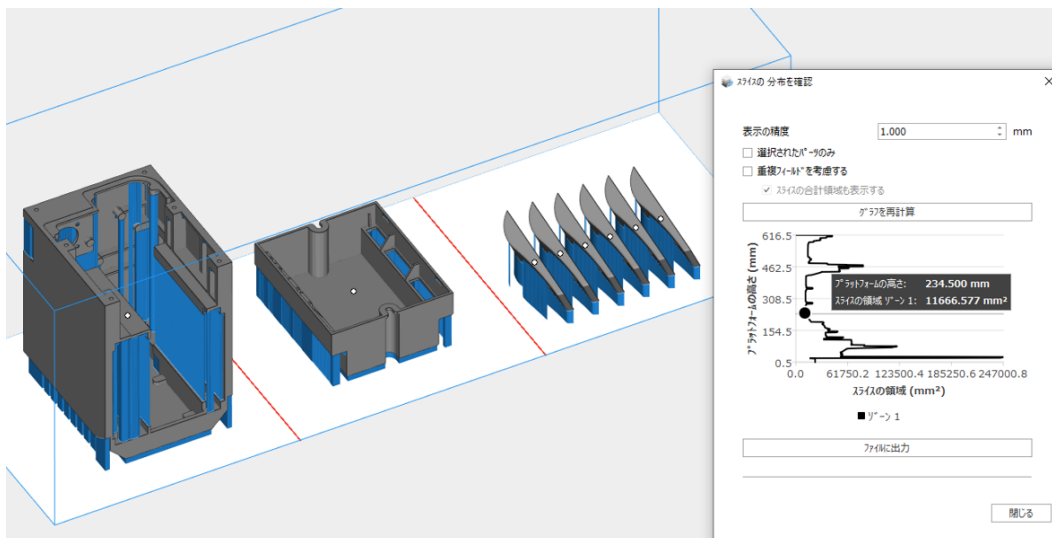 スライスの 分布を確認
表示の精度 1.000 mm
選択されたパーツのみ
重複フィールドを考慮する
スライスの合計領域も表示する
グラフを再計算
616.5
462.5
308.5
154.5
0.5
プラットフォームの高さ (mm)
プラットフォームの高さ: 234.500 mm
スライスの領域 ゾーン 1: 11666.577 mm²
0.0 61750.2 123500.4 185250.6 247000.8
スライスの領域 (mm²)
ゾーン 1
ファイルに出力
閉じる